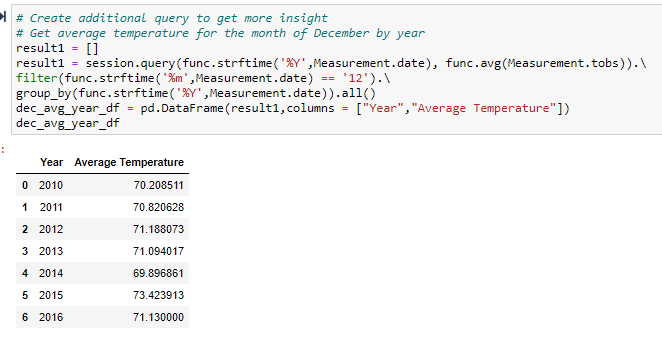 # Create additional query to get more insight
# Get average temperature for the month of December by year
result1 = []
result1 = session.query(func.strftime('%Y',Measurement.date), func.avg(Measurement.tobs)).\
filter(func.strftime('%m',Measurement.date) == '12').\
group_by(func.strftime('%Y',Measurement.date)).all()
dec_avg_year_df = pd.DataFrame(result1,columns = ["Year","Average Temperature"])
dec_avg_year_df
:
Year Average Temperature
0 2010 70.208511
1 2011 70.820628
2 2012 71.188073
3 2013 71.094017
4 2014 69.896861
5 2015 73.423913
6 2016 71.130000